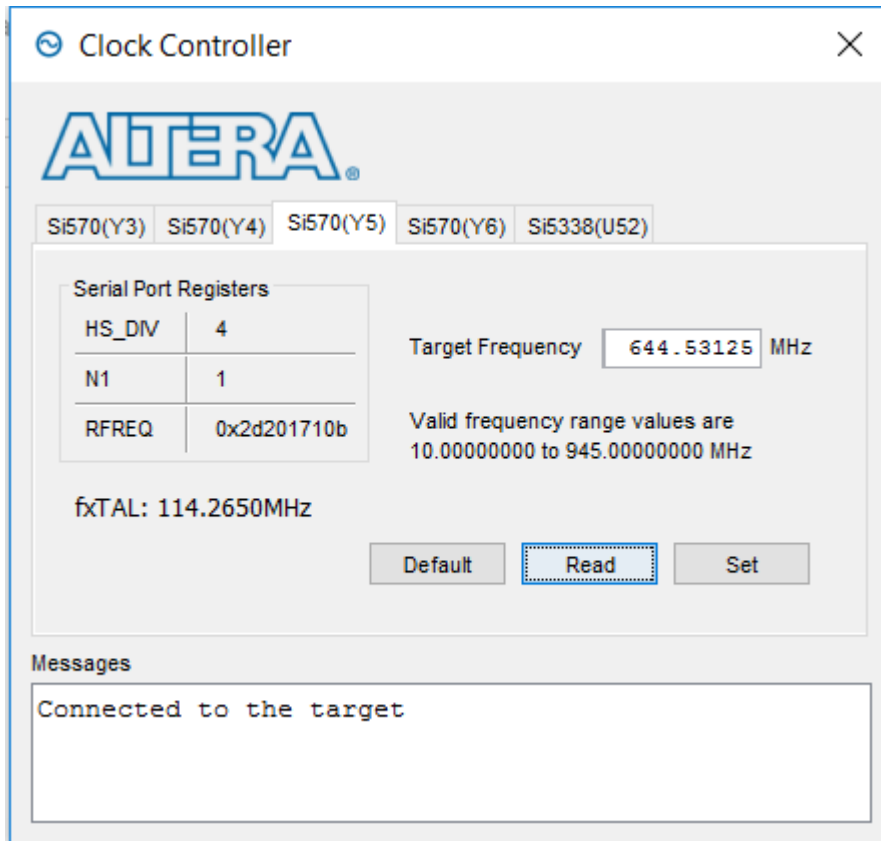 Clock Controller
ALTERA®
Si570(Y3) Si570(Y4) Si570(Y5) Si570(Y6) Si5338(U52)
Serial Port Registers
HS_DIV 4
N1 1
RFREQ 0x2d201710b
Target Frequency 644.53125 MHz
Valid frequency range values are
10.00000000 to 945.00000000 MHz
fxTAL: 114.2650MHz
Default Read Set
Messages
Connected to the target